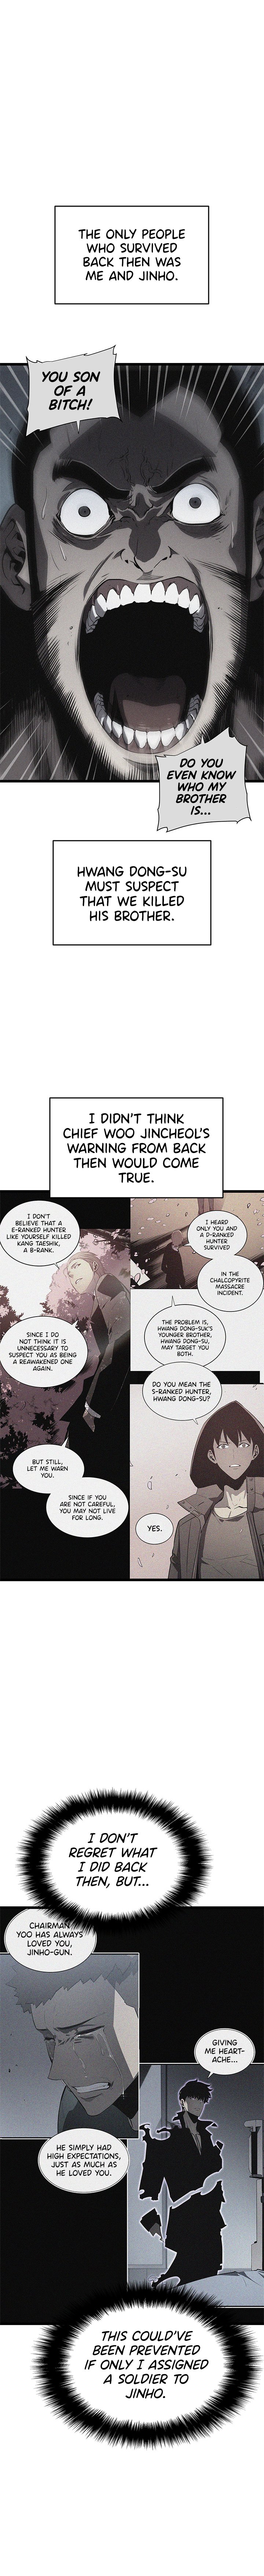 THE ONLY PEOPLE
WHO SURVIVED
BACK THEN WAS
ME AND JINHO.
YOU SON
OF A
BITCH!
DO YOU
EVEN KNOW
WHO MY
BROTHER
IS...
HWANG DONG-SU
MUST SUSPECT
THAT WE KILLED
HIS BROTHER.
I DIDN'T THINK
CHIEF WOO JINCHEOL'S
WARNING FROM BACK
THEN WOULD COME
TRUE.
I DON'T
BELIEVE THAT A
E-RANKED HUNTER
LIKE YOURSELF KILLED
KANG TAESHIK,
A B-RANK.
SINCE I DO
NOT THINK IT IS
UNNECESSARY TO
SUSPECT YOU AS BEING
A REAWAKENED ONE
AGAIN.
BUT STILL,
LET ME WARN
YOU.
SINCE IF YOU
ARE NOT CAREFUL,
YOU MAY NOT LIVE
FOR LONG.
I HEARD
ONLY YOU AND
A D-RANKED
HUNTER
SURVIVED
IN THE
CHALCOPYRITE
MASSACRE
INCIDENT.
THE PROBLEM IS,
HWANG DONG-SUK'S
YOUNGER BROTHER,
HWANG DONG-SU,
MAY TARGET YOU
BOTH.
DO YOU MEAN THE
S-RANKED HUNTER,
HWANG DONG-SU?
YES.
I DON'T
REGRET WHAT
I DID BACK
THEN, BUT...
CHAIRMAN
YOO HAS ALWAYS
LOVED YOU,
JINHO-GUN.
GIVING
ME HEART-
ACHE...
HE SIMPLY HAD
HIGH EXPECTATIONS,
JUST AS MUCH AS
HE LOVED YOU.
THIS COULD'VE
BEEN PREVENTED
IF ONLY I ASSIGNED
A SOLDIER TO
JINHO.